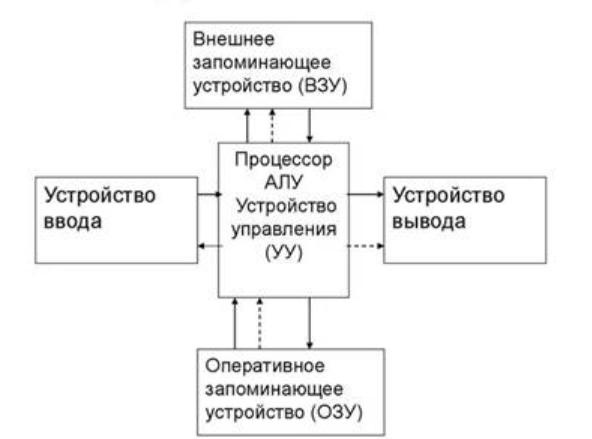 Внешнее
запоминающее
устройство (ВЗУ)
Процессор
АЛУ
Устройство
управления
(УУ)
Устройство
ввода
Устройство
вывода
Оперативное
запоминающее
устройство (ОЗУ)